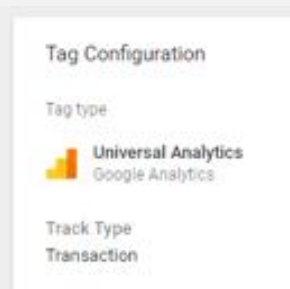 Tag Configuration
Tag type
Universal Analytics
Google Analytics
Track Type
Transaction